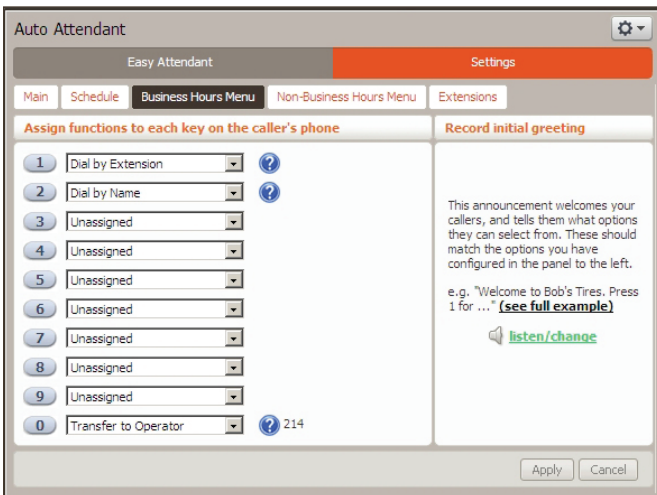 Auto Attendant
Easy Attendant
Settings
Main
Schedule
Business Hours Menu
Non-Business Hours Menu
Extensions
Assign functions to each key on the caller's phone
1 Dial by Extension ?
2 Dial by Name ?
3 Unassigned
4 Unassigned
5 Unassigned
6 Unassigned
7 Unassigned
8 Unassigned
9 Unassigned
0 Transfer to Operator ? 214
Record initial greeting
This announcement welcomes your
callers, and tells them what options
they can select from. These should
match the options you have
configured in the panel to the left.
e.g. "Welcome to Bob's Tires. Press
1 for ..." (see full example)
listen/change
Apply
Cancel